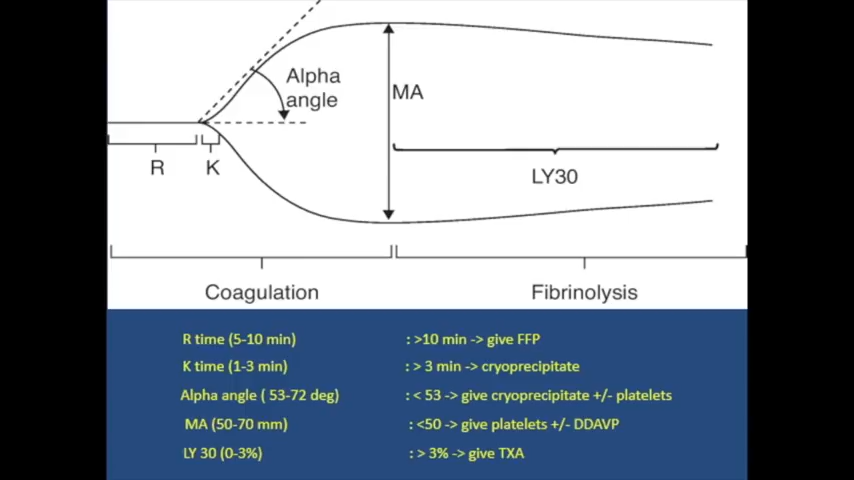 Alpha
angle
MA
R
K
LY30
Coagulation
Fibrinolysis
R time (5-10 min) : >10 min -> give FFP
K time (1-3 min) : > 3 min -> cryoprecipitate
Alpha angle ( 53-72 deg) : < 53 -> give cryoprecipitate +/- platelets
MA (50-70 mm) : <50 -> give platelets +/- DDAVP
LY 30 (0-3%) : > 3% -> give TXA